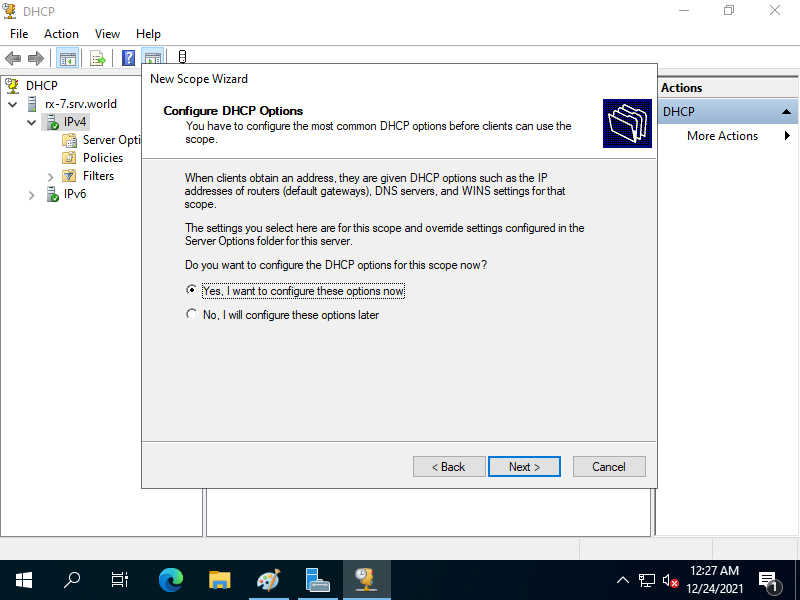 DHCP
File Action View Help
DHCP
rx-7.srv.world
IPv4
Server Opti
Policies
Filters
IPv6
New Scope Wizard
Configure DHCP Options
You have to configure the most common DHCP options before clients can use the
scope.
When clients obtain an address, they are given DHCP options such as the IP
addresses of routers (default gateways), DNS servers, and WINS settings for that
scope.
The settings you select here are for this scope and override settings configured in the
Server Options folder for this server.
Do you want to configure the DHCP options for this scope now?
Yes, I want to configure these options now
No, I will configure these options later
< Back Next > Cancel
Actions
DHCP
More Actions
12:27 AM
12/24/2021
1